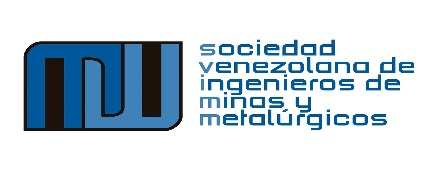 sociedad
venezolana de
ingenieros de
minas y
metalúrgicos